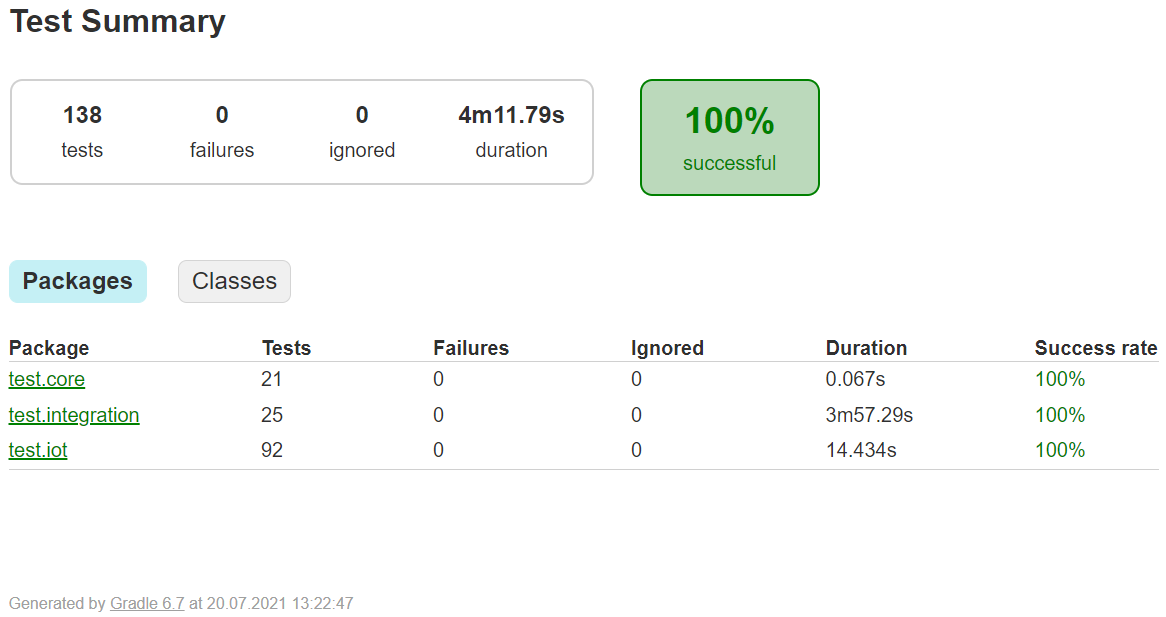 Test Summary
138 0 0 4m11.79s
tests failures ignored duration
100%
successful
Packages Classes
Package Tests Failures Ignored Duration Success rate
test.core 21 0 0 0.067s 100%
test.integration 25 0 0 3m57.29s 100%
test.iot 92 0 0 14.434s 100%
Generated by Gradle 6.7 at 20.07.2021 13:22:47